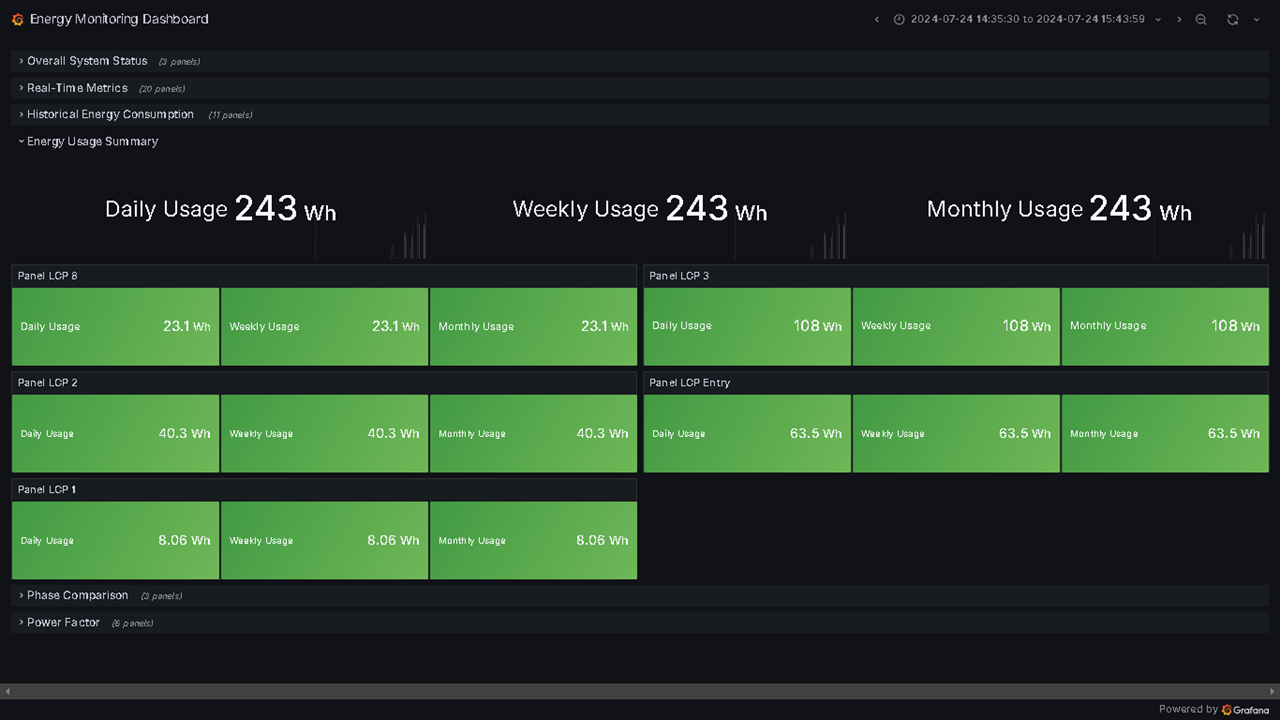 Energy Monitoring Dashboard
2024-07-24 14:35:30 to 2024-07-24 15:43:59
Overall System Status (3 panels)
Real-Time Metrics (20 panels)
Historical Energy Consumption (11 panels)
Energy Usage Summary
Daily Usage 243 Wh
Weekly Usage 243 Wh
Monthly Usage 243 Wh
Panel LCP 8
Daily Usage 23.1 Wh
Weekly Usage 23.1 Wh
Monthly Usage 23.1 Wh
Panel LCP 3
Daily Usage 108 Wh
Weekly Usage 108 Wh
Monthly Usage 108 Wh
Panel LCP 2
Daily Usage 40.3 Wh
Weekly Usage 40.3 Wh
Monthly Usage 40.3 Wh
Panel LCP Entry
Daily Usage 63.5 Wh
Weekly Usage 63.5 Wh
Monthly Usage 63.5 Wh
Panel LCP 1
Daily Usage 8.06 Wh
Weekly Usage 8.06 Wh
Monthly Usage 8.06 Wh
Phase Comparison (3 panels)
Power Factor (6 panels)
Powered by Grafana